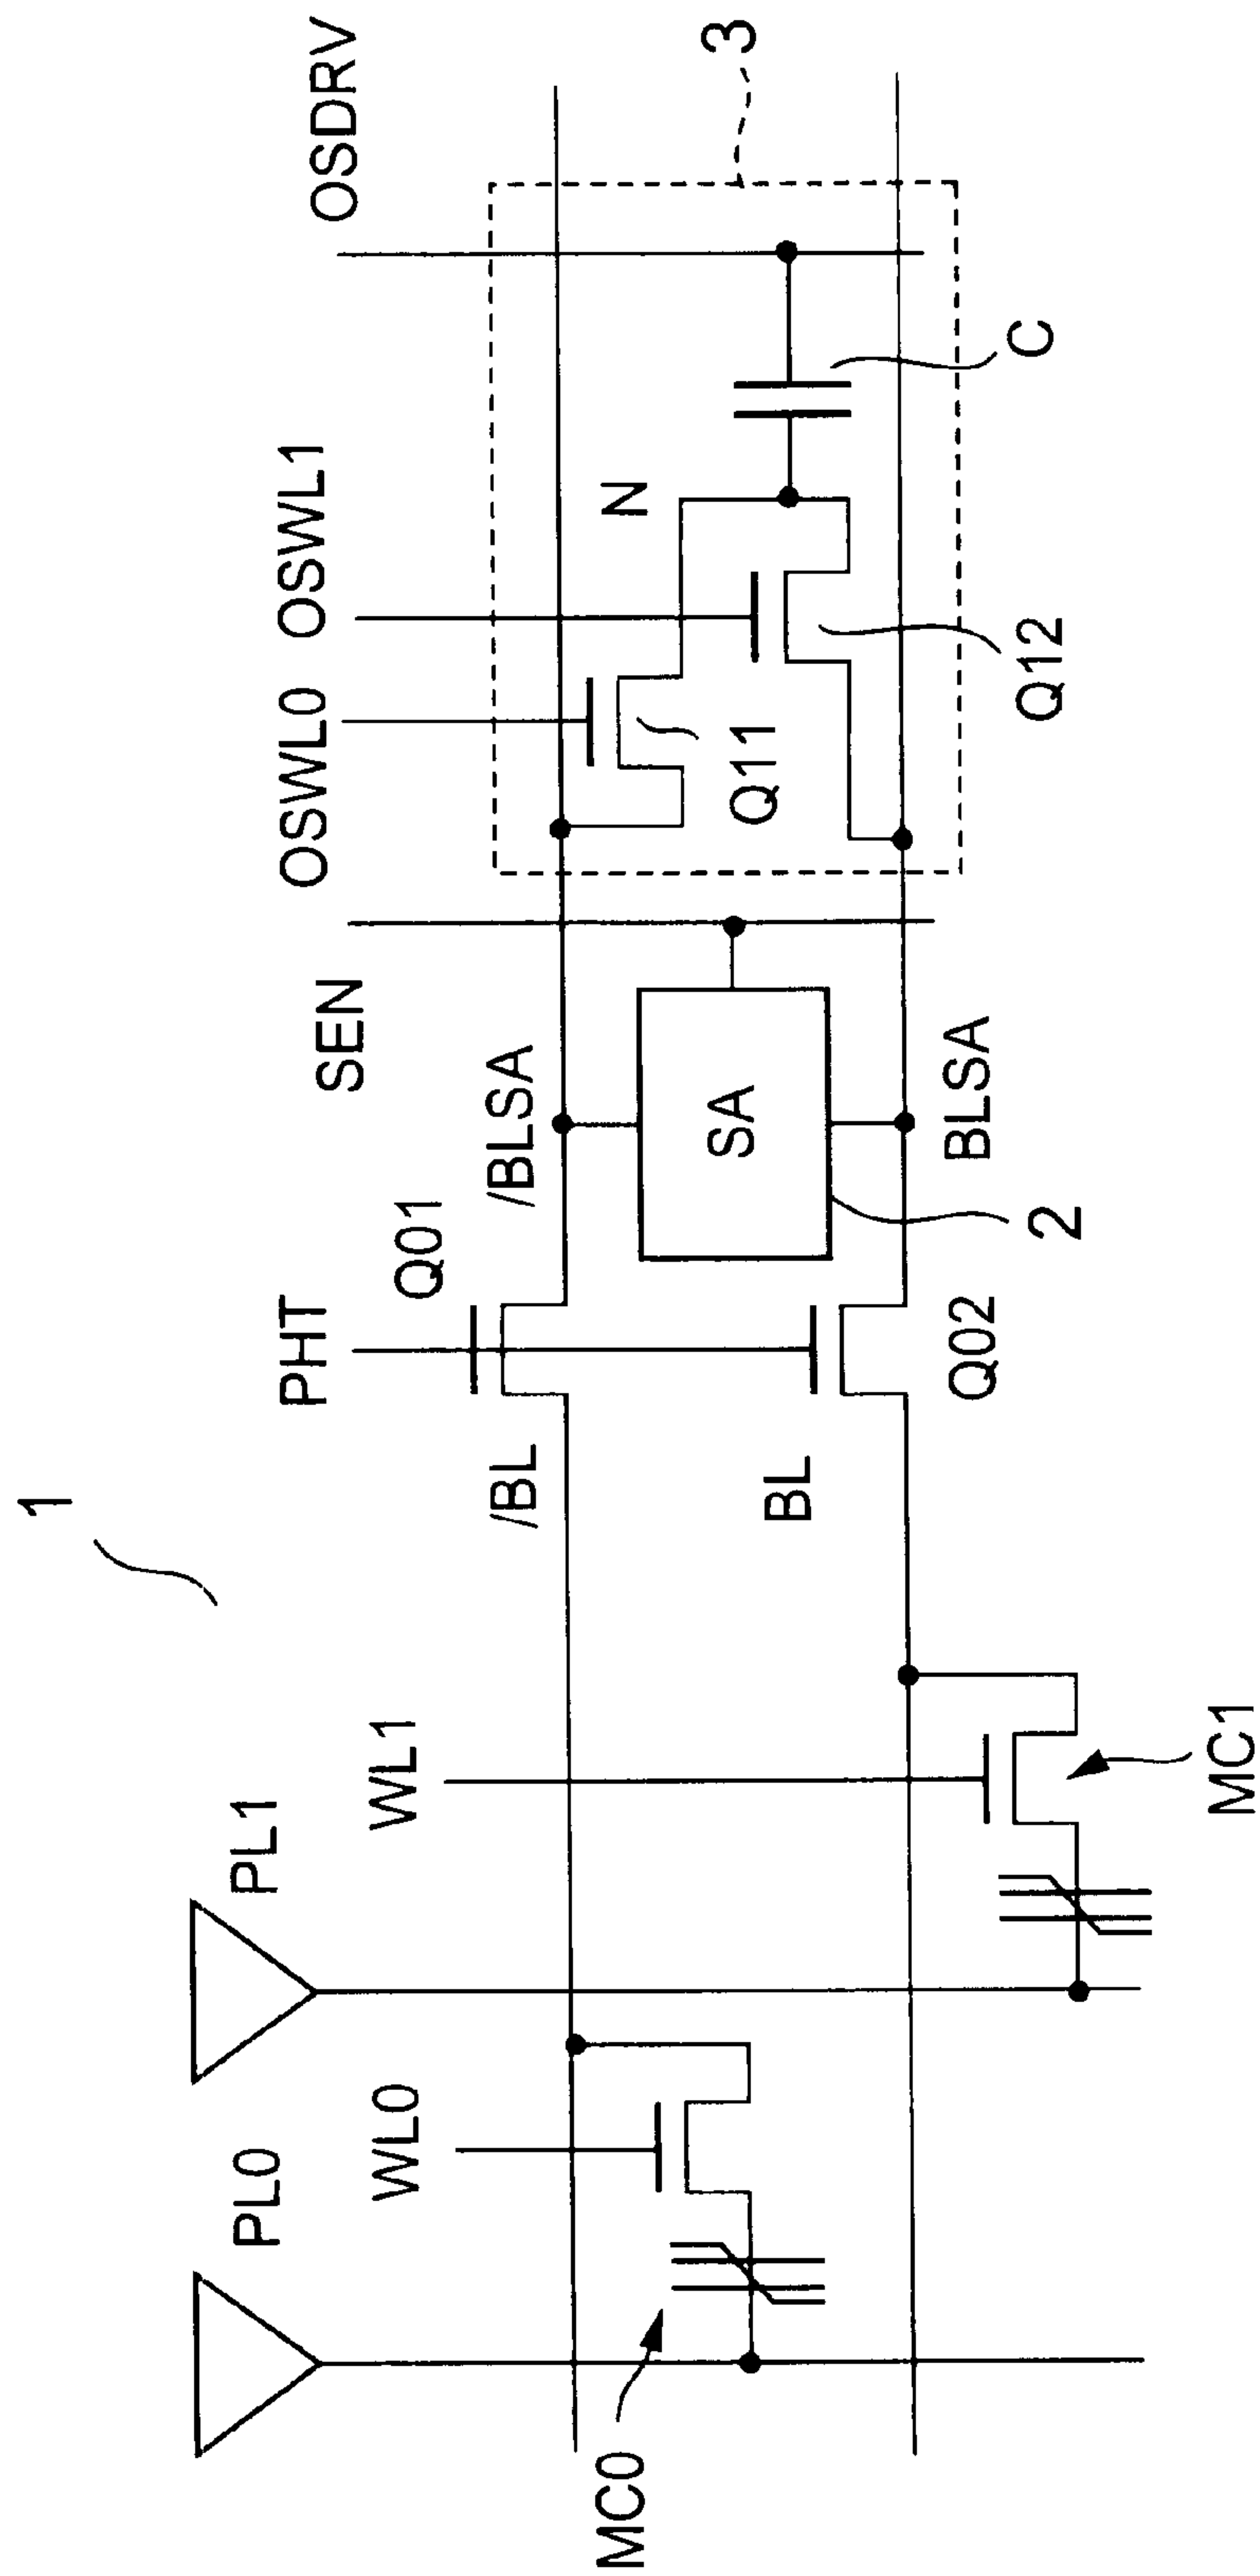 1
PL0
PL1
WL0
WL1
PHT
SEN
OSWL0
OSWL1
OSDRV
3
/BL
Q01
/BLSA
N
MC0
BL
SA
Q11
C
Q02
BLSA
Q12
2
MC1